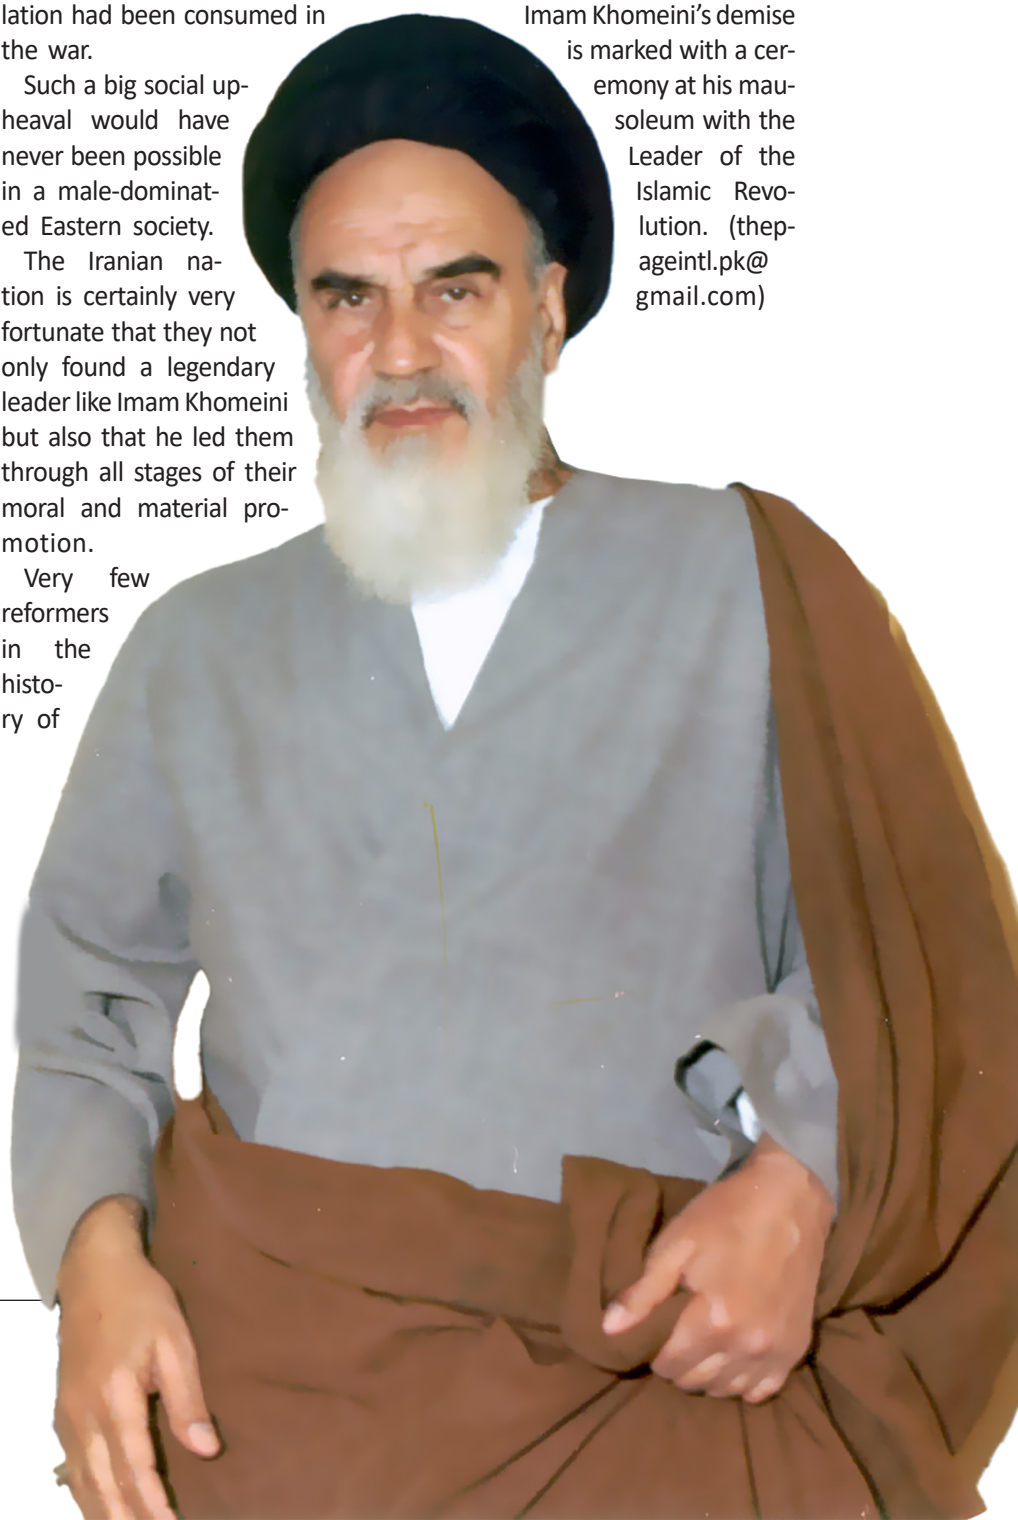 lation had been consumed in
the war.
Such a big social up-
heaval would have
never been possible
in a male-dominat-
ed Eastern society.
The Iranian na-
tion is certainly very
fortunate that they not
only found a legendary
leader like Imam Khomeini
but also that he led them
through all stages of their
moral and material pro-
motion.
Very few
reformers
in the
histo-
ry of
Imam Khomeini’s demise
is marked with a cer-
emony at his mau-
soleum with the
Leader of the
Islamic Revo-
lution. (thep-
ageintl.pk@
gmail.com)